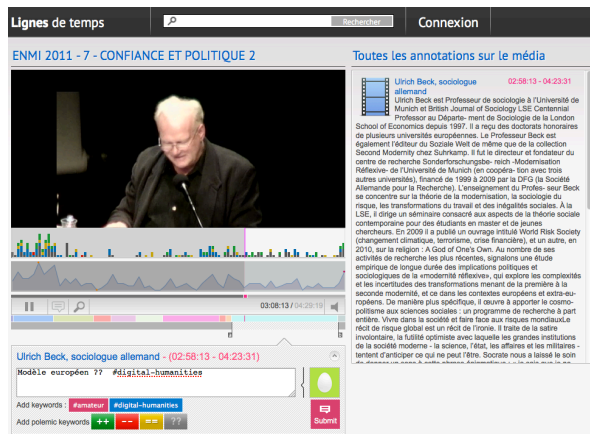 Lignes de temps
Rechercher
Connexion
ENMI 2011 - 7 - CONFIANCE ET POLITIQUE 2
03:08:13 / 04:29:19
Ulrich Beck, sociologue allemand - (02:58:13 - 04:23:31)
Modèle européen ?? #digital-humanities
Add keywords : #amateur #digital-humanities
Submit
Add polemic keywords ++ -- == ??
Toutes les annotations sur le média
Ulrich Beck, sociologue 02:58:13 - 04:23:31
allemand
Ulrich Beck est Professeur de sociologie à l'Université de
Munich et British Journal of Sociology LSE Centennial
Professor au Départe- ment de Sociologie de la London
School of Economics depuis 1997. Il a reçu des doctorats honoraires
de plusieurs universités européennes. Le Professeur Beck est
également l'éditeur du Soziale Welt de même que de la collection
Second Modernity chez Suhrkamp. Il fut le directeur et fondateur du
centre de recherche Sonderforschungsbe- reich -Modernisation
Réflexive- de l'Université de Munich (en coopéra- tion avec trois
autres universités), financé de 1999 à 2009 par la DFG (la Société
Allemande pour la Recherche). L'enseignement du Profes- seur Beck
se concentre sur la théorie de la modernisation, la sociologie du
risque, les transformations du travail et des inégalités sociales. À la
LSE, il dirige un séminaire consacré aux aspects de la théorie sociale
contemporaine pour des étudiants en master et de jeunes
chercheurs. En 2009 il a publié un ouvrage intitulé World Risk Society
(changement climatique, terrorisme, crise financière), et un autre, en
2010, sur la religion : A God of One's Own. Au nombre de ses
activités de recherche les plus récentes, signalons une étude
empirique de longue durée des implications politiques et
sociologiques de la «modernité réflexive», qui explore les complexités
et les incertitudes des transformations menant de la première à la
seconde modernité, et ce dans les contextes européens et extra-eu-
ropéens. De manière plus spécifique, Il œuvre à apporter le cosmo-
politisme aux sciences sociales : un programme de recherche à part
entière. Vivre dans la société et faire face aux risques mondiauxLe
récit de risque global est un récit de l'ironie. Il traite de la satire
involontaire, la futilité optimiste avec laquelle les grandes institutions
de la société moderne - la science, l'état, les affaires et les militaires -
tentent d'anticiper ce qui ne peut l'être. Socrate nous a laissé le soin